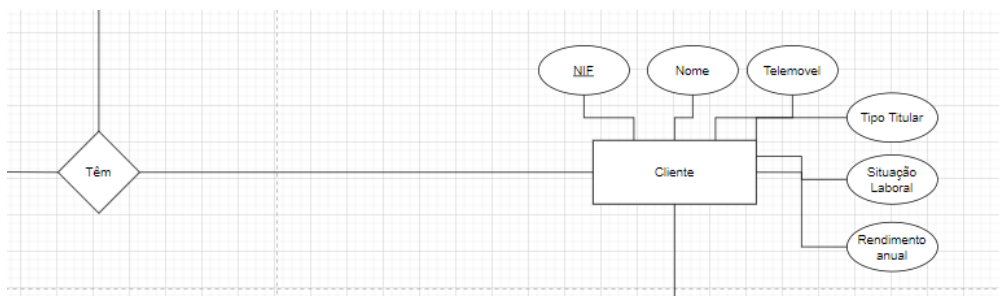 NIF
Nome
Telemovel
Tipo Titular
Têm
Cliente
Situação
Laboral
Rendimento
anual